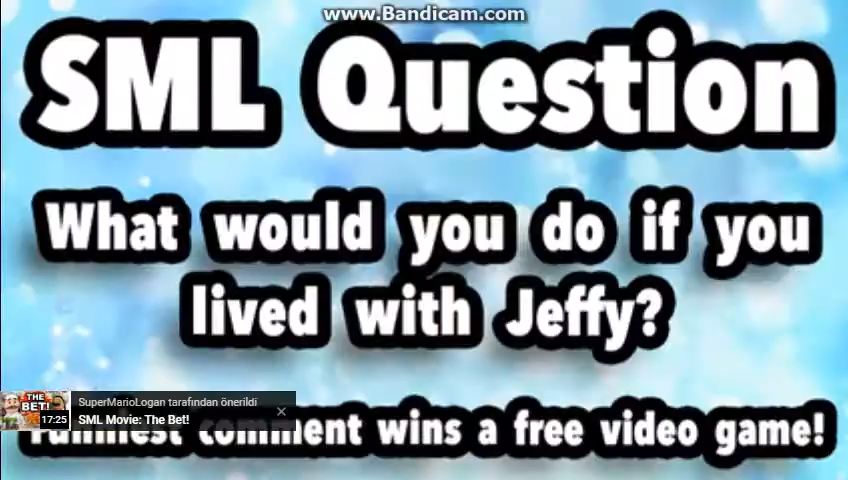 www.Bandicam.com
SML Question
What would you do if you
lived with Jeffy?
THE
BET!
17:25
SuperMarioLogan tarafından önerildi
SML Movie: The Bet!
Funniest comment wins a free video game!